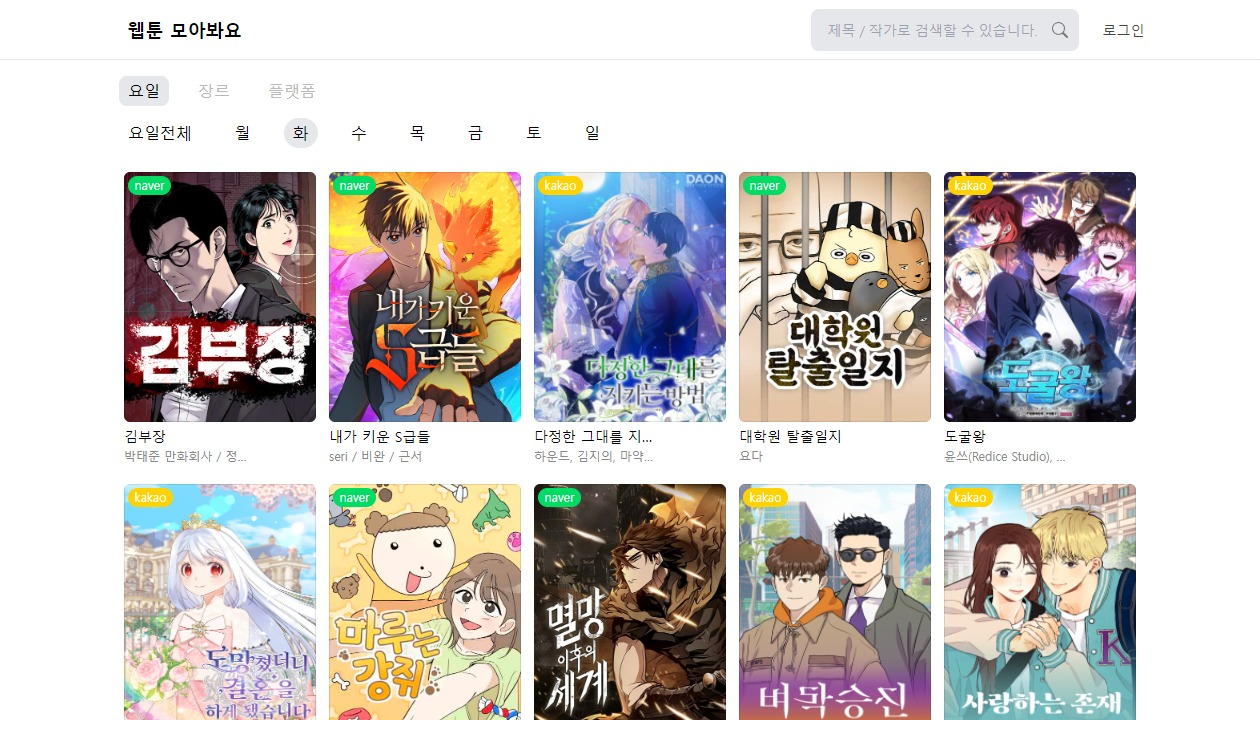 웹툰 모아봐요
제목 / 작가로 검색할 수 있습니다.
로그인
요일 장르 플랫폼
요일전체 월 화 수 목 금 토 일
naver
김부장
김부장
박태준 만화회사 / 정...
naver
내가 키운
S급들
내가 키운 S급들
seri / 비완 / 근서
kakao
DAON
다정한 그대를
지키는 방법
다정한 그대를 지...
하운드, 김지의, 마약...
naver
대학원
탈출일지
대학원 탈출일지
요다
kakao
도굴왕
도굴왕
윤쓰(Redice Studio), ...
kakao
도망쳤더니
결혼을
하게 됐습니다
naver
마루는
강쥐
naver
멸망
이후의
세계
kakao
벼락승진
kakao
K
사랑하는 존재